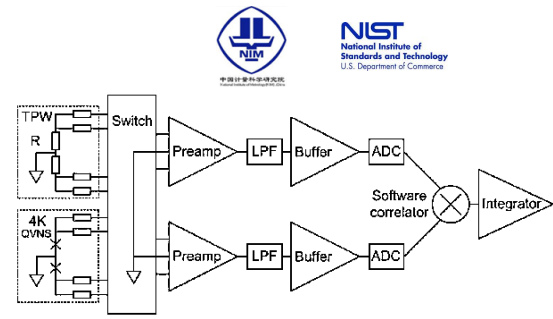 NIM
中国计量科学研究院
NIST
National Institute of
Standards and Technology
U.S. Department of Commerce
TPW
R
Switch
Preamp
LPF
Buffer
ADC
Software
correlator
Integrator
4K
QVNS
Preamp
LPF
Buffer
ADC